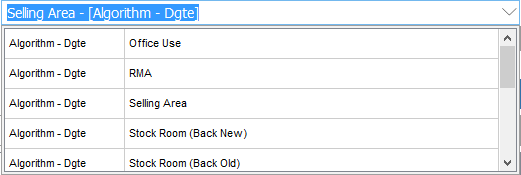 Selling Area - [Algorithm - Dgte]
Algorithm - Dgte Office Use
Algorithm - Dgte RMA
Algorithm - Dgte Selling Area
Algorithm - Dgte Stock Room (Back New)
Algorithm - Dgte Stock Room (Back Old)